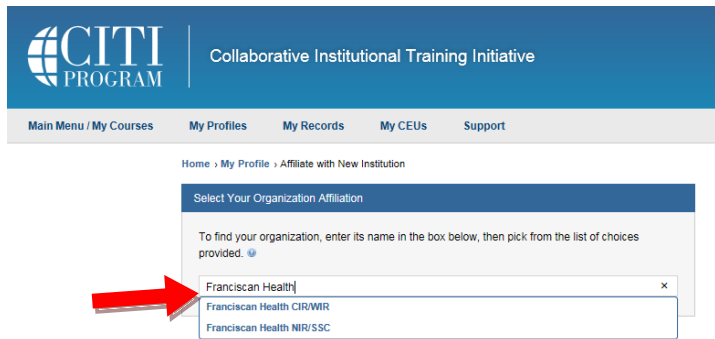 CITI
PROGRAM
Collaborative Institutional Training Initiative
Main Menu / My Courses My Profiles My Records My CEUs Support
Home › My Profile › Affiliate with New Institution
Select Your Organization Affiliation
To find your organization, enter its name in the box below, then pick from the list of choices
provided.
Franciscan Health ×
Franciscan Health CIR/WIR
Franciscan Health NIR/SSC